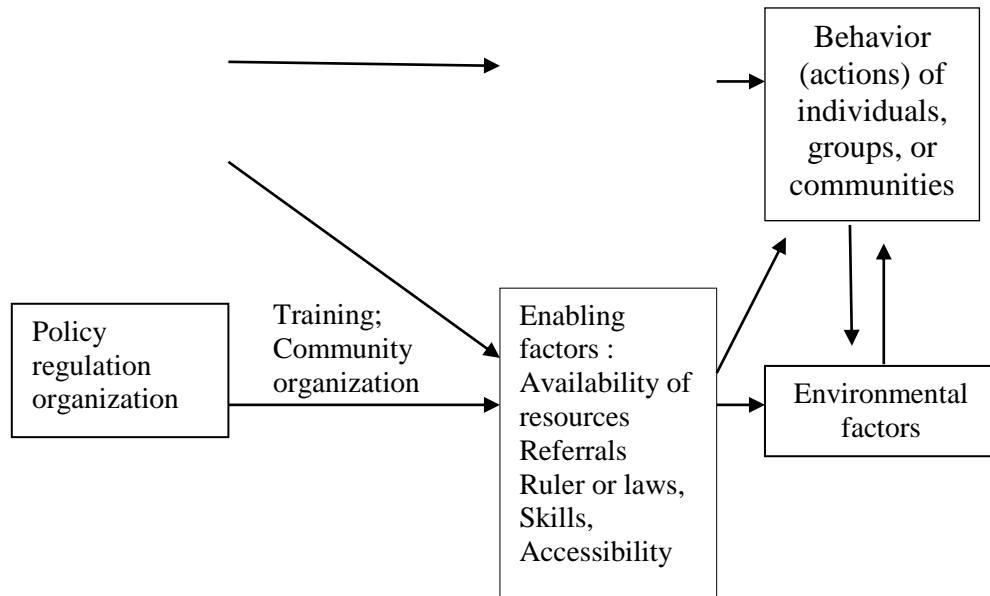 Behavior
(actions) of
individuals,
groups, or
communities
Policy
regulation
organization
Training;
Community
organization
Enabling
factors :
Availability of
resources
Referrals
Ruler or laws,
Skills,
Accessibility
Environmental
factors